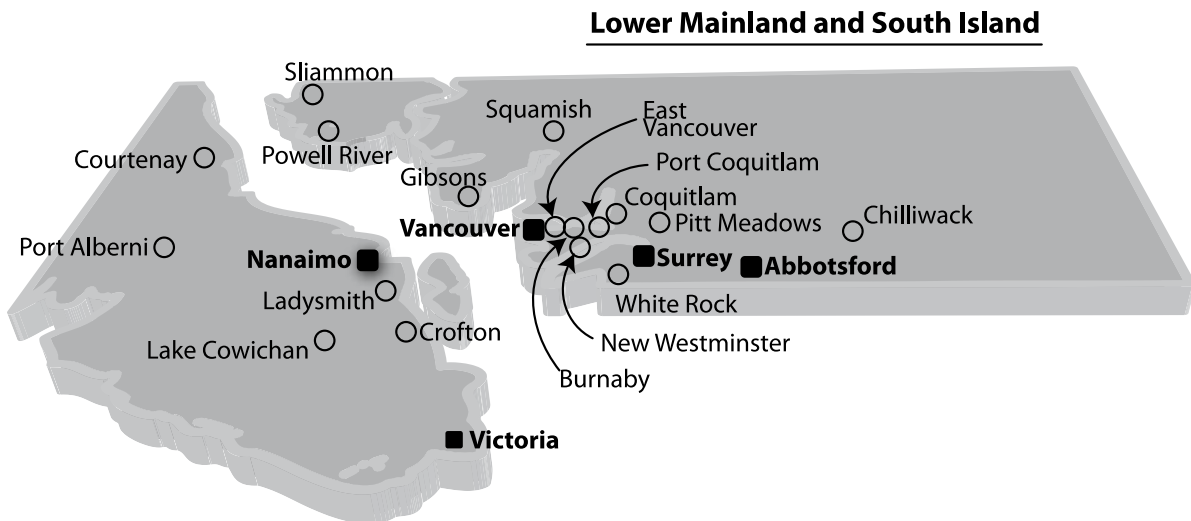 Lower Mainland and South Island
Sliammon
Squamish
East
Vancouver
Courtenay
Powell River
Port Coquitlam
Gibsons
Coquitlam
Vancouver
Pitt Meadows
Chilliwack
Port Alberni
Nanaimo
Surrey
Abbotsford
Ladysmith
White Rock
Crofton
Lake Cowichan
New Westminster
Burnaby
Victoria